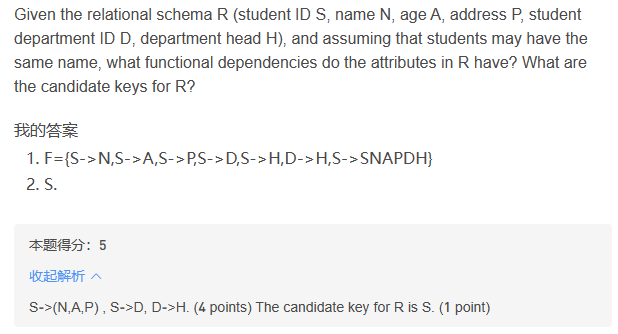 Given the relational schema R (student ID S, name N, age A, address P, student
department ID D, department head H), and assuming that students may have the
same name, what functional dependencies do the attributes in R have? What are
the candidate keys for R?
我的答案
1. F={S->N,S->A,S->P,S->D,S->H,D->H,S->SNAPDH}
2. S.
本题得分：5
收起解析 ︿
S->(N,A,P) , S->D, D->H. (4 points) The candidate key for R is S. (1 point)